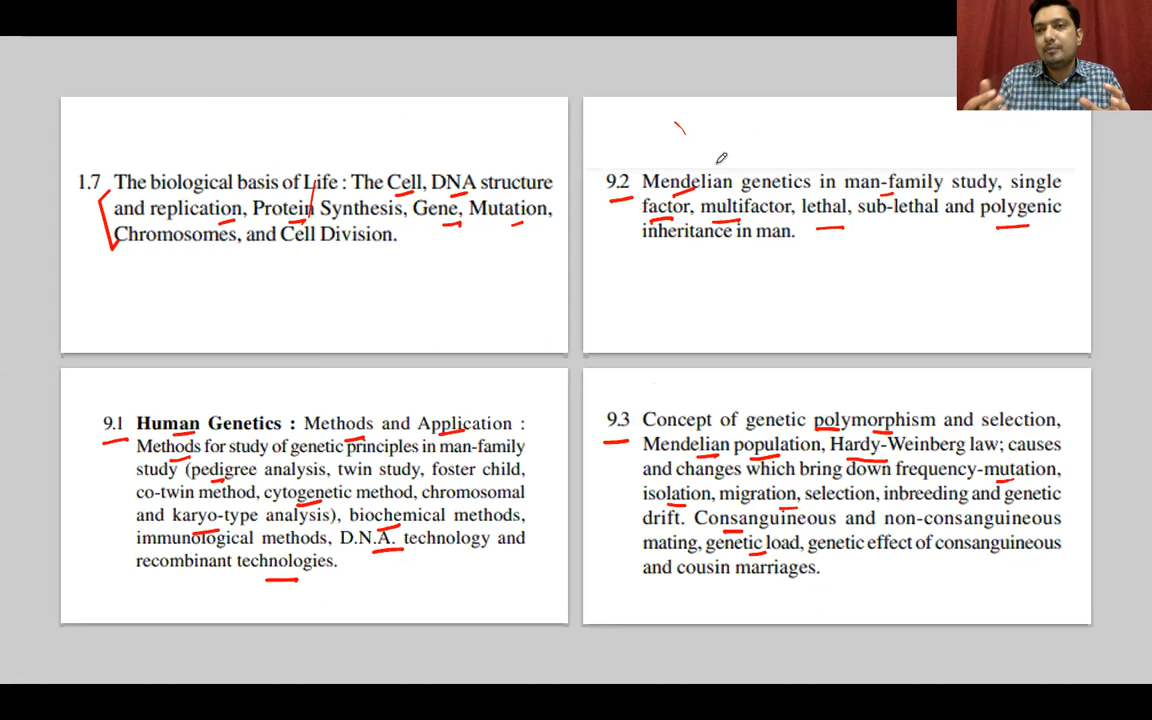 1.7 The biological basis of Life : The Cell, DNA structure
and replication, Protein Synthesis, Gene, Mutation,
Chromosomes, and Cell Division.
9.2 Mendelian genetics in man-family study, single
factor, multifactor, lethal, sub-lethal and polygenic
inheritance in man.
9.1 Human Genetics : Methods and Application :
Methods for study of genetic principles in man-family
study (pedigree analysis, twin study, foster child,
co-twin method, cytogenetic method, chromosomal
and karyo-type analysis), biochemical methods,
immunological methods, D.N.A. technology and
recombinant technologies.
9.3 Concept of genetic polymorphism and selection,
Mendelian population, Hardy-Weinberg law; causes
and changes which bring down frequency-mutation,
isolation, migration, selection, inbreeding and genetic
drift. Consanguineous and non-consanguineous
mating, genetic load, genetic effect of consanguineous
and cousin marriages.